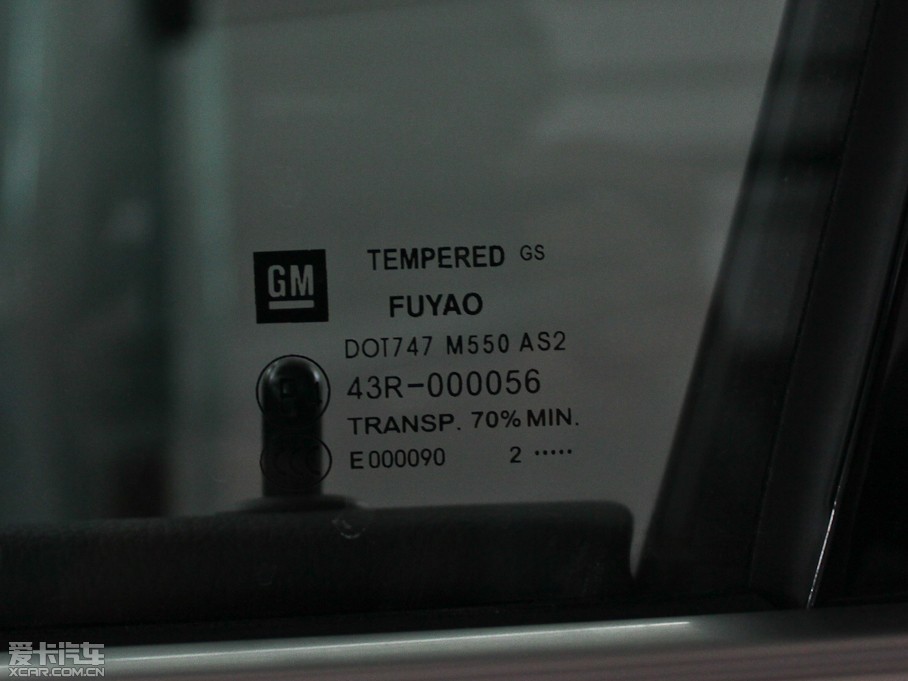 GM
TEMPERED GS
FUYAO
DOT747 M550 AS2
43R-000056
TRANSP. 70% MIN.
E000090 2 .....
爱卡汽车
XCAR.COM.CN